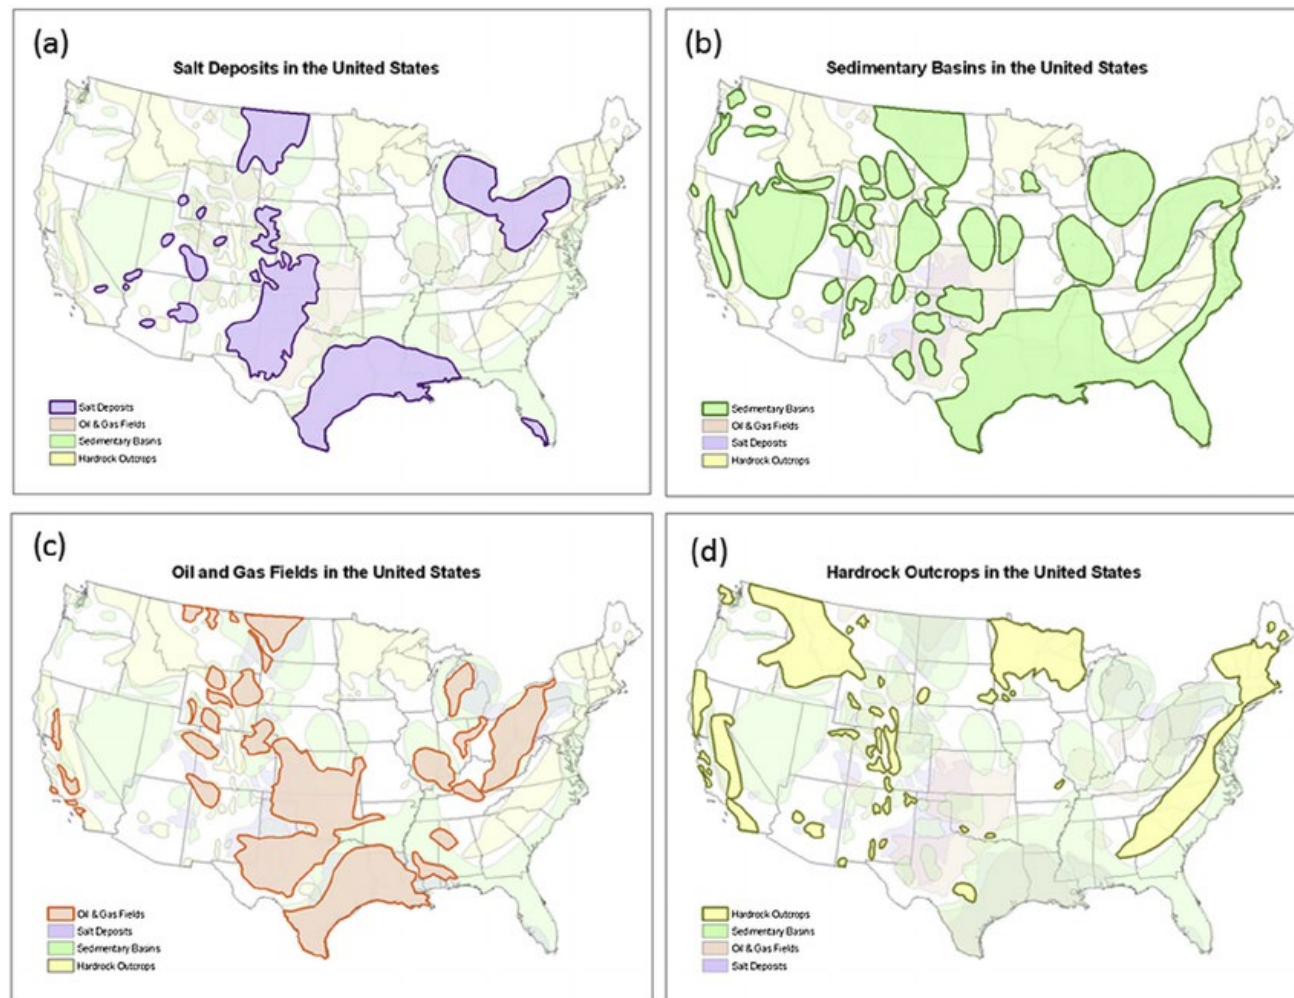 (a)
Salt Deposits in the United States
Salt Deposits
Oil & Gas Fields
Sedimentary Basins
Hardrock Outcrops
(b)
Sedimentary Basins in the United States
Sedimentary Basins
Oil & Gas Fields
Salt Deposits
Hardrock Outcrops
(c)
Oil and Gas Fields in the United States
Oil & Gas Fields
Salt Deposits
Sedimentary Basins
Hardrock Outcrops
(d)
Hardrock Outcrops in the United States
Hardrock Outcrops
Sedimentary Basins
Oil & Gas Fields
Salt Deposits